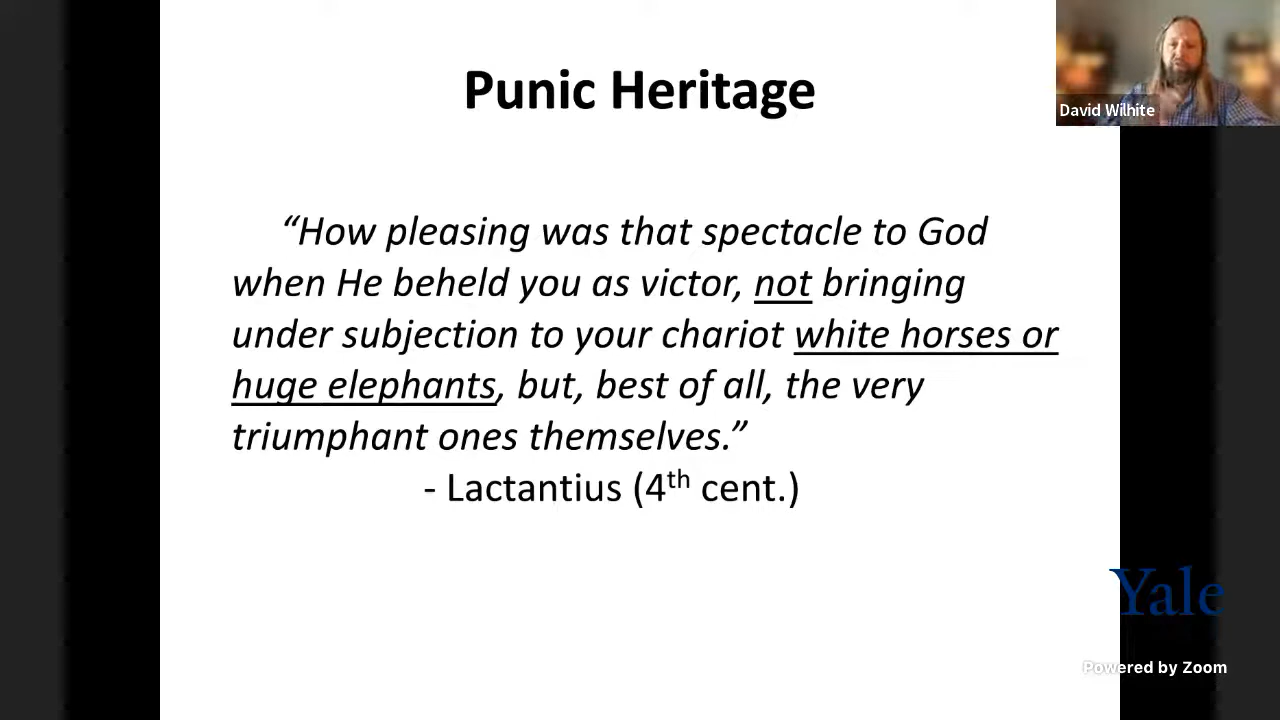 Punic Heritage
David Wilhite
“How pleasing was that spectacle to God
when He beheld you as victor, not bringing
under subjection to your chariot white horses or
huge elephants, but, best of all, the very
triumphant ones themselves.”
- Lactantius (4th cent.)
Yale
Powered by Zoom